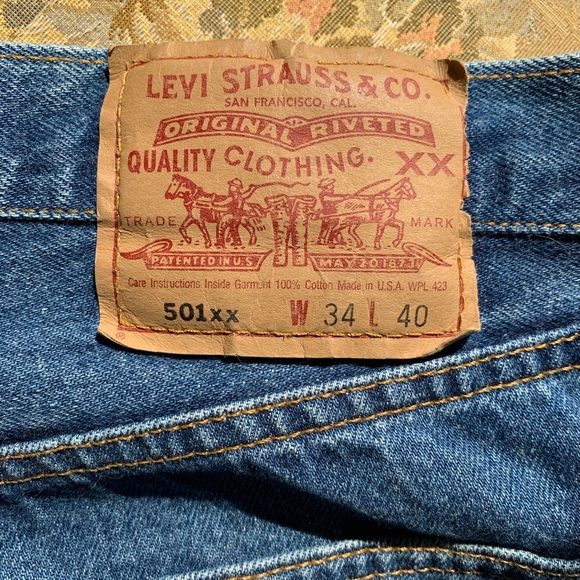 LEVI STRAUSS & CO.
SAN FRANCISCO, CAL.
ORIGINAL RIVETED
QUALITY CLOTHING. XX
TRADE MARK
PATENTED IN U.S. MAY 20 1873
Care Instructions Inside Garment 100% Cotton Made in U.S.A. WPL 423
501xx W 34 L 40
®